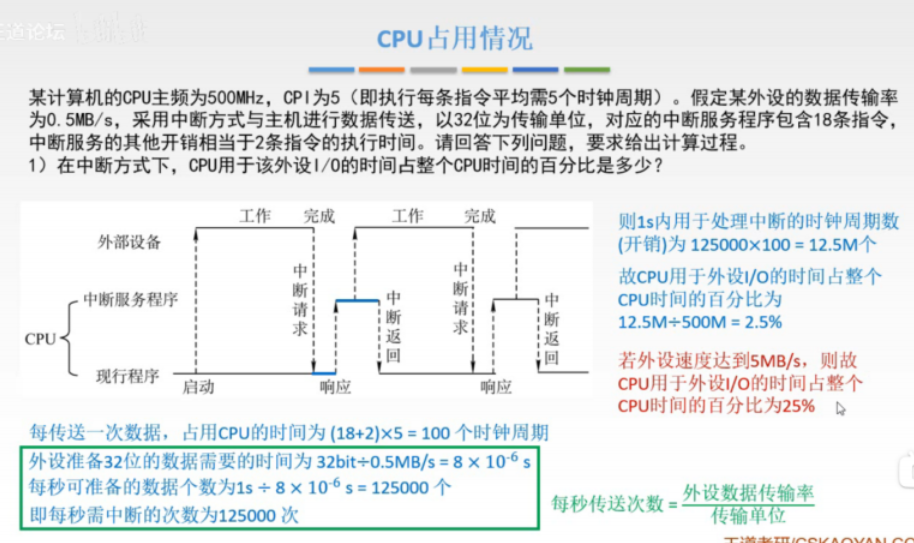 CPU占用情况
某计算机的CPU主频为500MHz，CPI为5（即执行每条指令平均需5个时钟周期）。假定某外设的数据传输率
为0.5MB/s，采用中断方式与主机进行数据传送，以32位为传输单位，对应的中断服务程序包含18条指令，
中断服务的其他开销相当于2条指令的执行时间。请回答下列问题，要求给出计算过程。
1）在中断方式下，CPU用于该外设I/O的时间占整个CPU时间的百分比是多少？
工作 完成 工作 完成
外部设备
中断请求
中断请求
中断服务程序
中断返回
中断返回
CPU
现行程序
启动 响应 响应
则1s内用于处理中断的时钟周期数
(开销)为 125000×100 = 12.5M个
故CPU用于外设I/O的时间占整个
CPU时间的百分比为
12.5M÷500M = 2.5%
若外设速度达到5MB/s，则故
CPU用于外设I/O的时间占整个
CPU时间的百分比为25%
每传送一次数据，占用CPU的时间为 (18+2)×5 = 100 个时钟周期
外设准备32位的数据需要的时间为 32bit÷0.5MB/s = 8 × 10⁻⁶ s
每秒可准备的数据个数为1s ÷ 8 × 10⁻⁶ s = 125000 个
即每秒需中断的次数为125000 次
每秒传送次数 = 外设数据传输率
传输单位